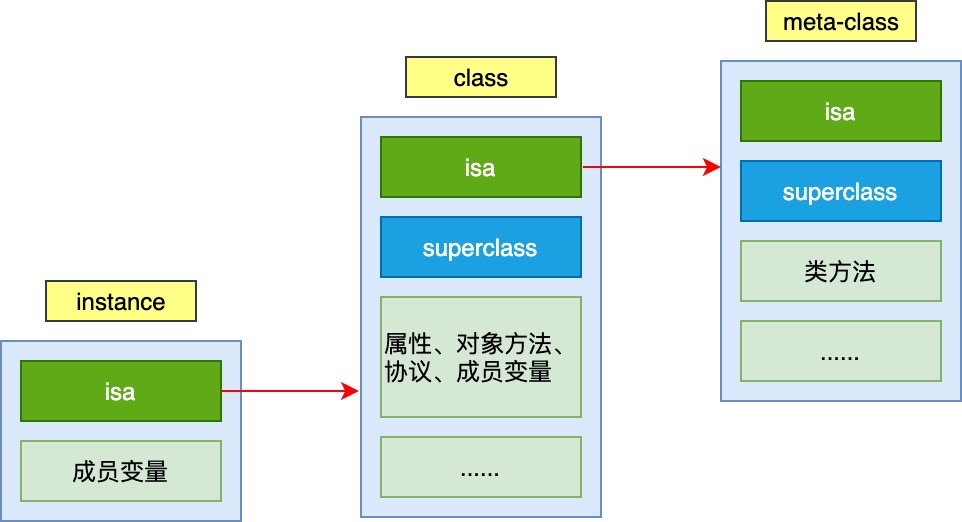 instance
isa
成员变量
class
isa
superclass
属性、对象方法、
协议、成员变量
......
meta-class
isa
superclass
类方法
......